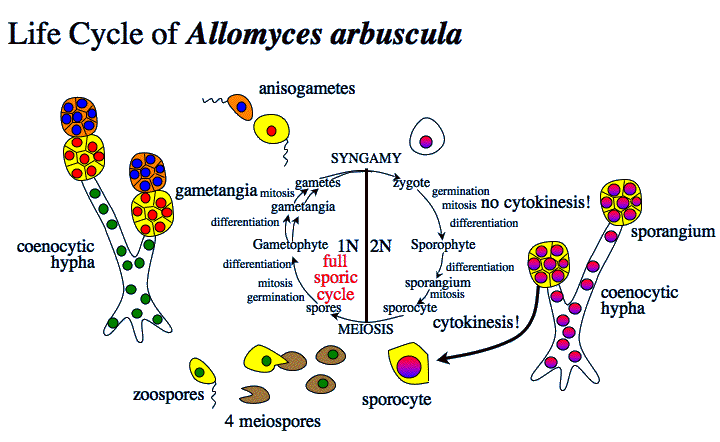 Life Cycle of Allomyces arbuscula
anisogametes
SYNGAMY
gametes
zygote
mitosis
gametangia
gametangia
germination
mitosis
no cytokinesis!
differentiation
differentiation
sporangium
coenocytic
hypha
Gametophyte
1N
2N
Sporophyte
full
sporic
cycle
differentiation
mitosis
germination
differentiation
sporangium
mitosis
coenocytic
hypha
spores
sporocyte
MEIOSIS
cytokinesis!
zoospores
4 meiospores
sporocyte